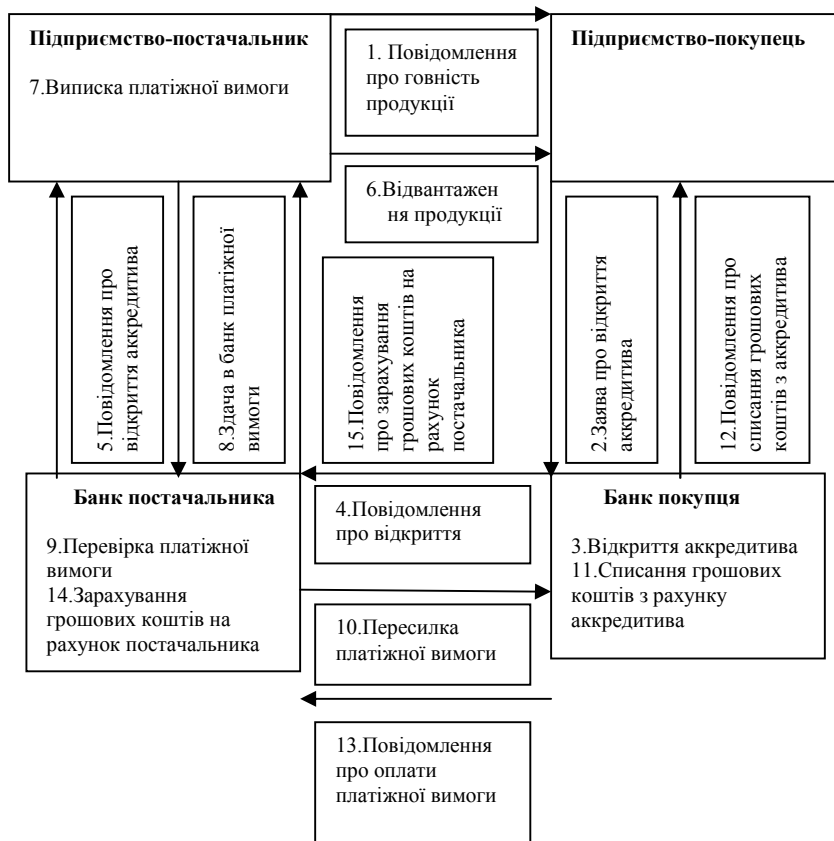 Підприємство-постачальник
7.Виписка платіжної вимоги
1. Повідомлення
про говність
продукції
Підприємство-покупець
6.Відвантажен
ня продукції
5.Повідомлення про
відкриття аккредитива
8.Здача в банк платіжної
вимоги
15.Повідомлення
про зарахування
грошових коштів на
рахунок
постачальника
2.Заява про відкриття
аккредитива
12.Повідомлення про
списання грошових
коштів з аккредитива
Банк постачальника
9.Перевірка платіжної
вимоги
14.Зарахування
грошових коштів на
рахунок постачальника
4.Повідомлення
про відкриття
Банк покупця
3.Відкриття аккредитива
11.Списання грошових
коштів з рахунку
аккредитива
10.Пересилка
платіжної вимоги
13.Повідомлення
про оплати
платіжної вимоги